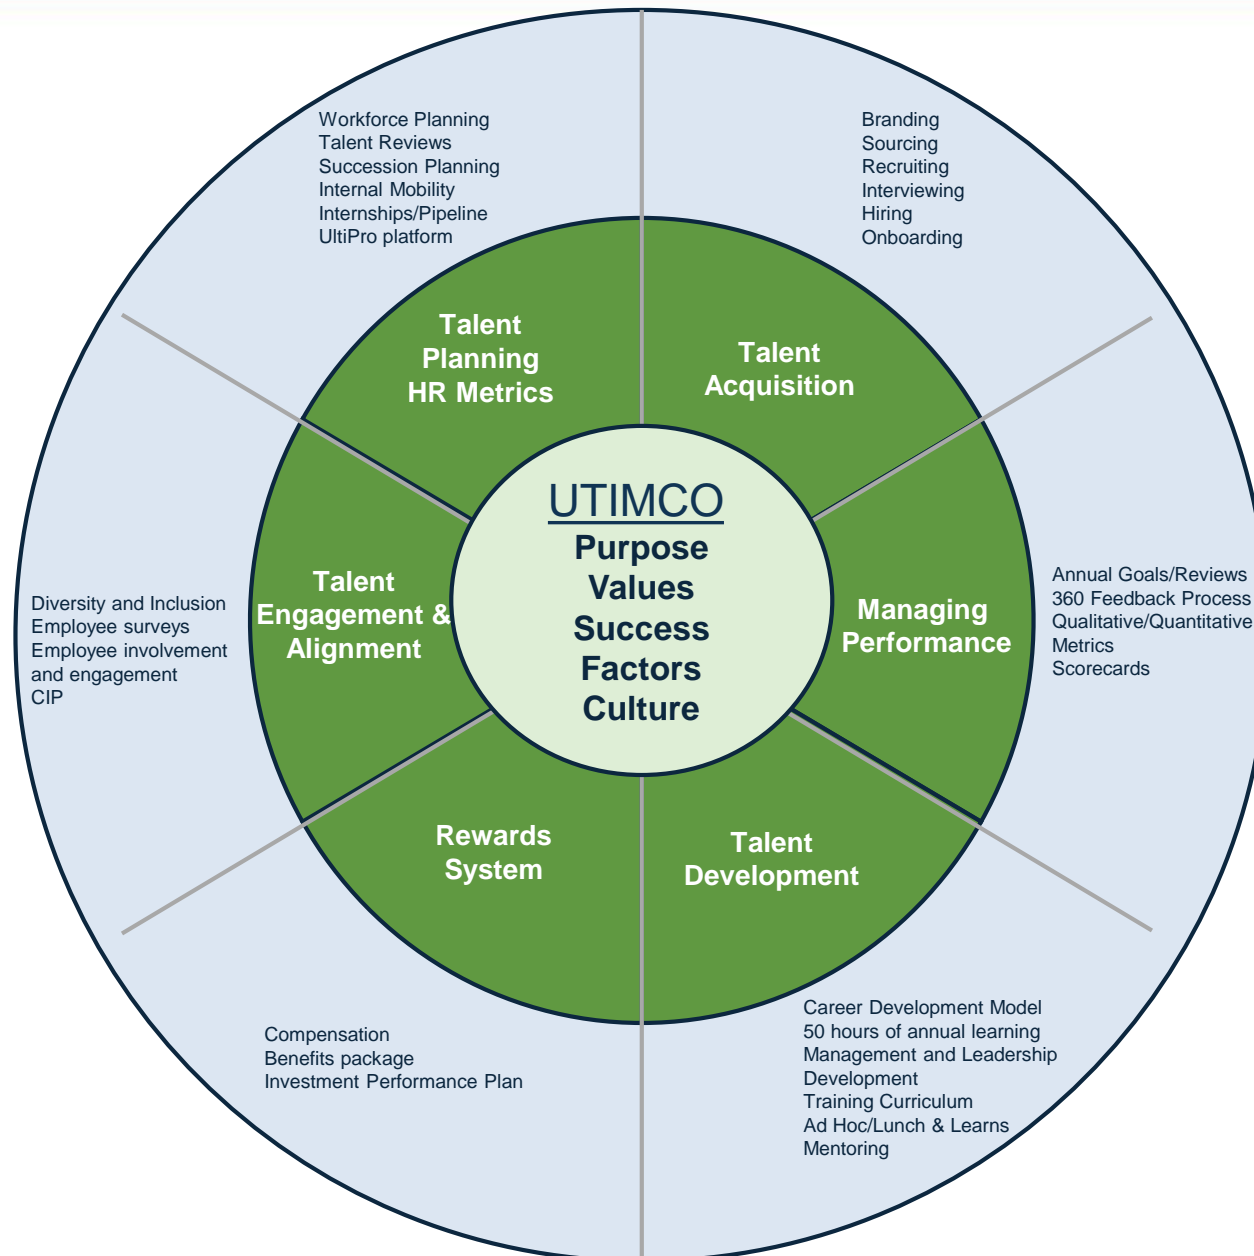 Workforce Planning
Talent Reviews
Succession Planning
Internal Mobility
Internships/Pipeline
UltiPro platform
Branding
Sourcing
Recruiting
Interviewing
Hiring
Onboarding
Talent
Planning
HR Metrics
Talent
Acquisition
UTIMCO
Purpose
Values
Success
Factors
Culture
Talent
Engagement &
Alignment
Managing
Performance
Diversity and Inclusion
Employee surveys
Employee involvement
and engagement
CIP
Annual Goals/Reviews
360 Feedback Process
Qualitative/Quantitative
Metrics
Scorecards
Rewards
System
Talent
Development
Compensation
Benefits package
Investment Performance Plan
Career Development Model
50 hours of annual learning
Management and Leadership
Development
Training Curriculum
Ad Hoc/Lunch & Learns
Mentoring